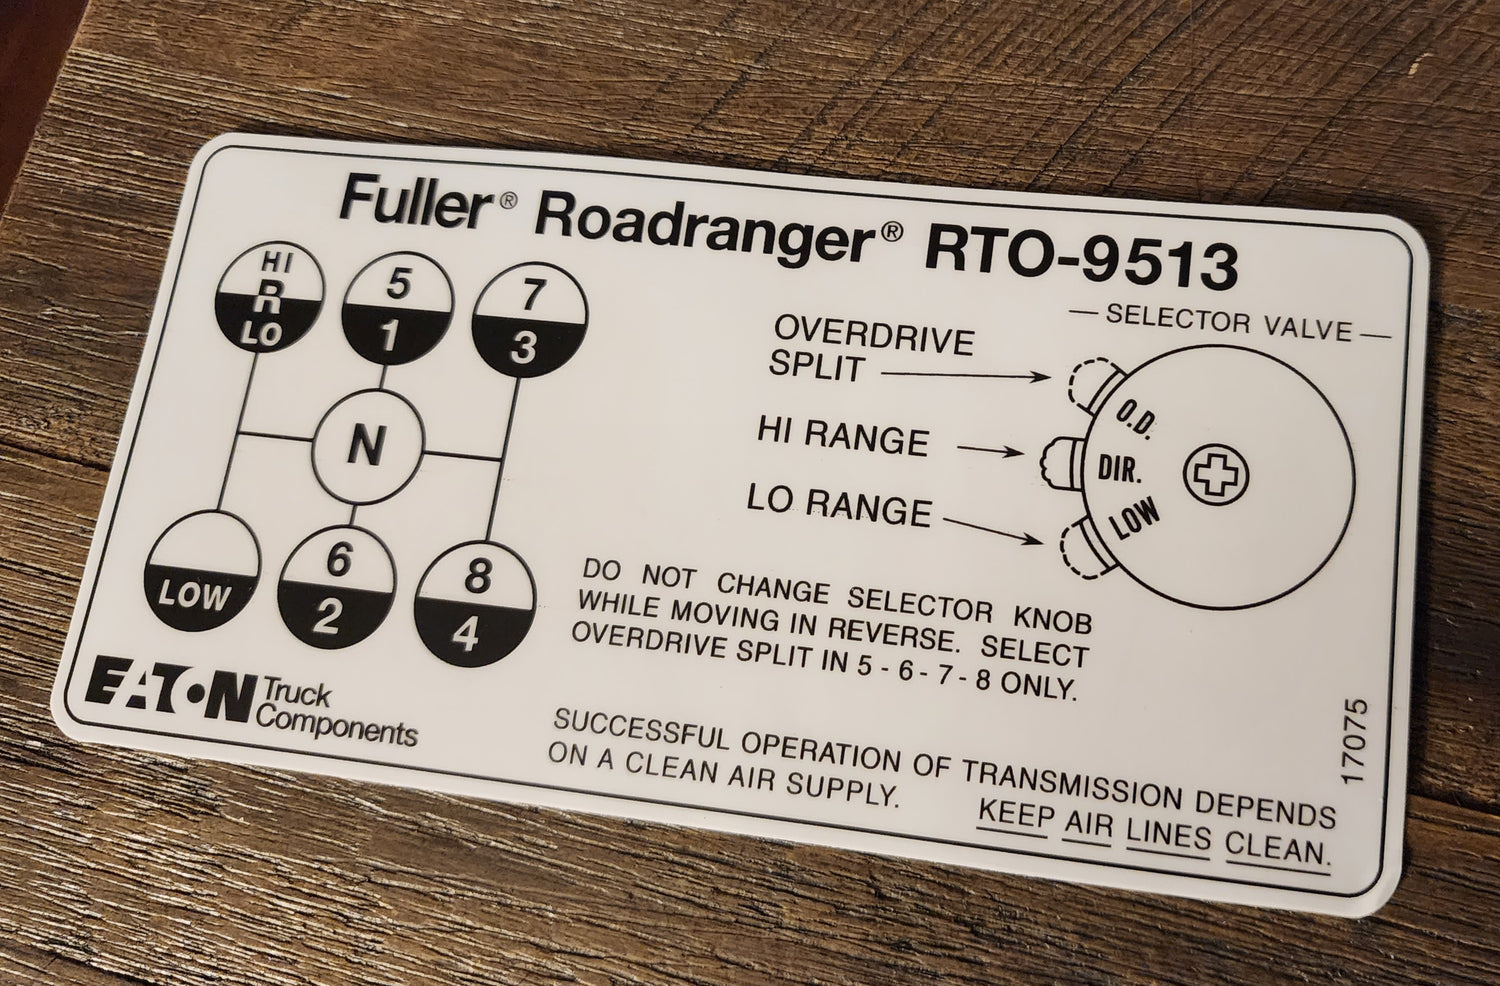 Fuller® Roadranger® RTO-9513
HI
R
LO
5
1
7
3
N
LOW
6
2
8
4
— SELECTOR VALVE —
OVERDRIVE
SPLIT
HI RANGE
LO RANGE
O.D.
DIR.
LOW
DO NOT CHANGE SELECTOR KNOB
WHILE MOVING IN REVERSE. SELECT
OVERDRIVE SPLIT IN 5 - 6 - 7 - 8 ONLY.
EATON Truck
Components
SUCCESSFUL OPERATION OF TRANSMISSION DEPENDS
ON A CLEAN AIR SUPPLY. KEEP AIR LINES CLEAN.
17075